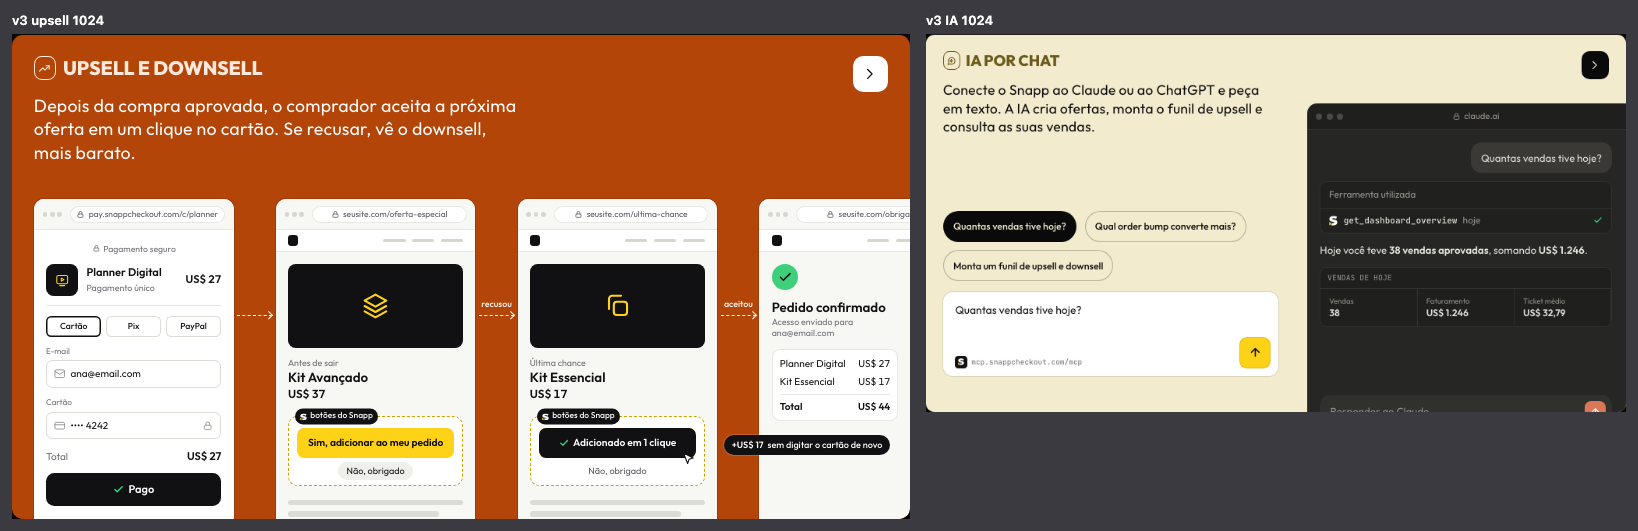 v3 upsell 1024
UPSELL E DOWNSELL
Depois da compra aprovada, o comprador aceita a próxima
oferta em um clique no cartão. Se recusar, vê o downsell,
mais barato.
pay.snappcheckout.com/c/planner
Pagamento seguro
Planner Digital
Pagamento único
US$ 27
Cartão
Pix
PayPal
E-mail
ana@email.com
Cartão
•••• 4242
Total
US$ 27
Pago
seusite.com/oferta-especial
Antes de sair
Kit Avançado
US$ 37
botões do Snapp
Sim, adicionar ao meu pedido
Não, obrigado
recusou
seusite.com/ultima-chance
Última chance
Kit Essencial
US$ 17
botões do Snapp
Adicionado em 1 clique
Não, obrigado
aceitou
seusite.com/obriga
Pedido confirmado
Acesso enviado para
ana@email.com
Planner Digital US$ 27
Kit Essencial US$ 17
Total US$ 44
+US$ 17 sem digitar o cartão de novo
v3 IA 1024
IA POR CHAT
Conecte o Snapp ao Claude ou ao ChatGPT e peça
em texto. A IA cria ofertas, monta o funil de upsell e
consulta as suas vendas.
Quantas vendas tive hoje?
Qual order bump converte mais?
Monta um funil de upsell e downsell
Quantas vendas tive hoje?
mcp.snappcheckout.com/mcp
claude.ai
Quantas vendas tive hoje?
Ferramenta utilizada
get_dashboard_overview hoje
Hoje você teve 38 vendas aprovadas, somando US$ 1.246.
VENDAS DE HOJE
Vendas
38
Faturamento
US$ 1.246
Ticket médio
US$ 32,79
Responder ao Claude